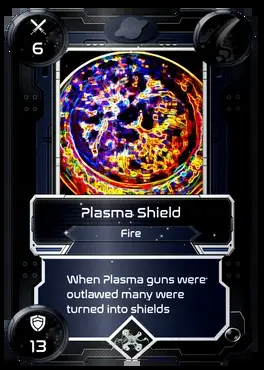 6
Plasma Shield
Fire
When Plasma guns were
outlawed many were
turned into shields
13